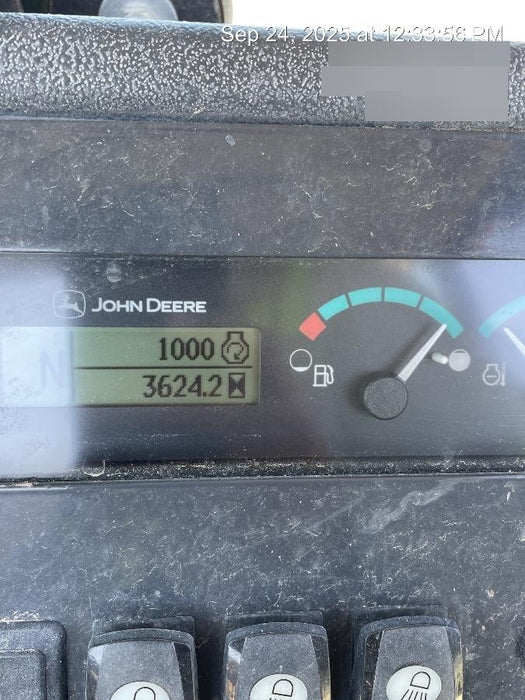 Sep 24, 2025 at 12:33:56 PM
JOHN DEERE
1000
N
3624.2